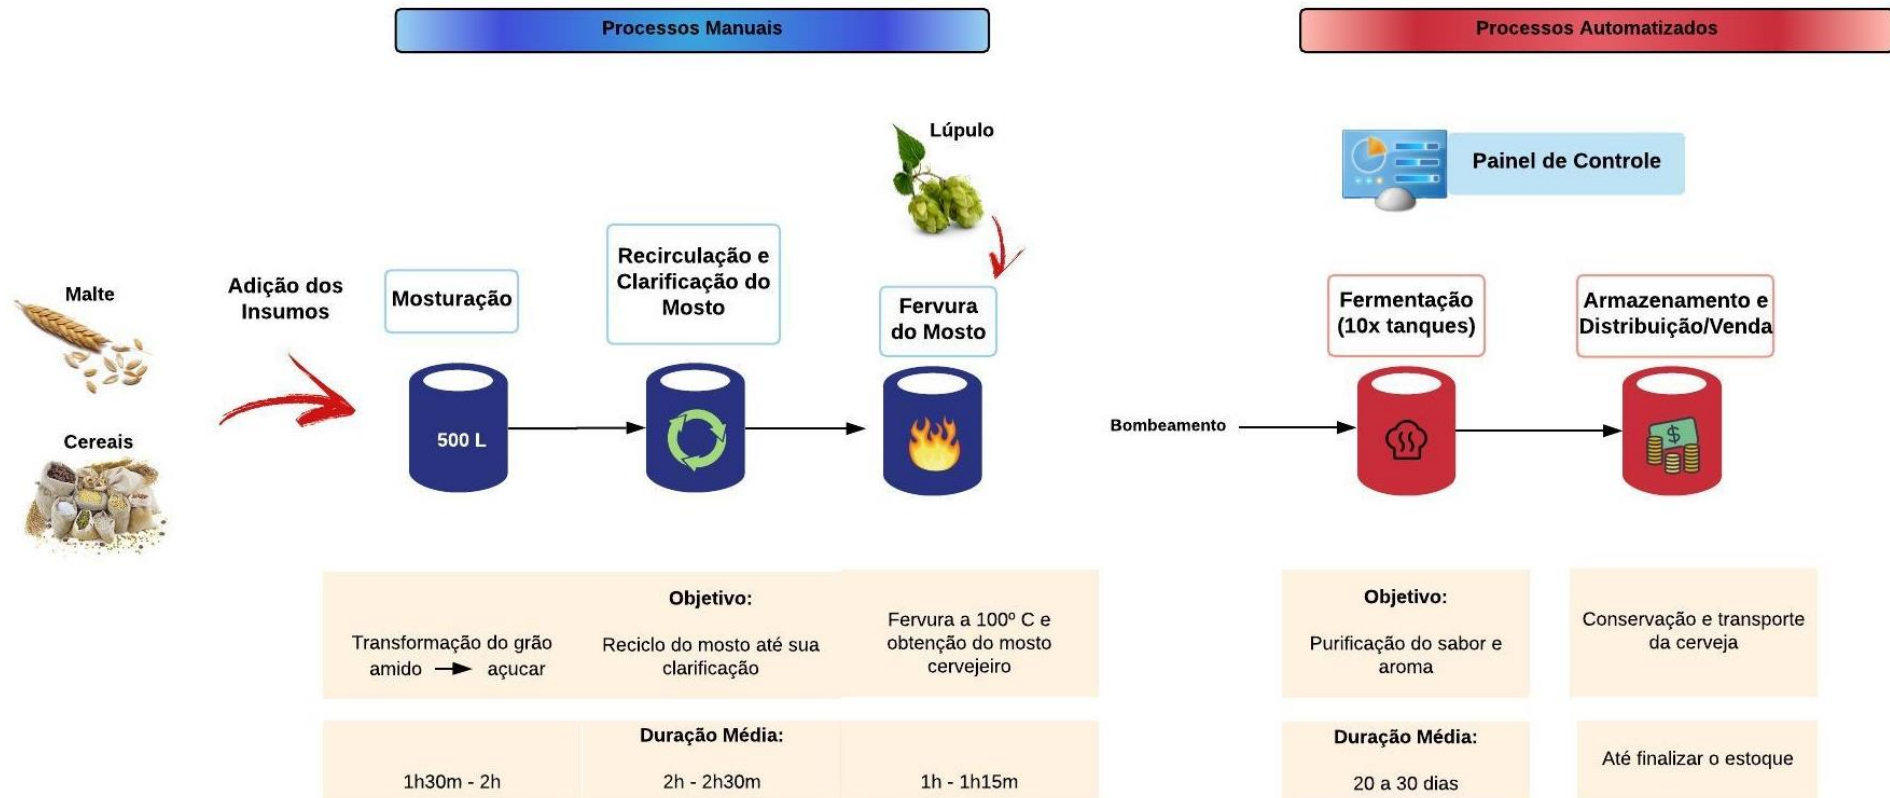 Processos Manuais
Processos Automatizados
Lúpulo
Painel de Controle
Malte
Adição dos
Insumos
Mosturação
Recirculação e
Clarificação do
Mosto
Fervura
do Mosto
Fermentação
(10x tanques)
Armazenamento e
Distribuição/Venda
Cereais
500 L
Bombeamento
$
Transformação do grão
amido açucar
Objetivo:
Reciclo do mosto até sua
clarificação
Fervura a 100º C e
obtenção do mosto
cervejeiro
Objetivo:
Purificação do sabor e
aroma
Conservação e transporte
da cerveja
1h30m - 2h
Duração Média:
2h - 2h30m
1h - 1h15m
Duração Média:
20 a 30 dias
Até finalizar o estoque